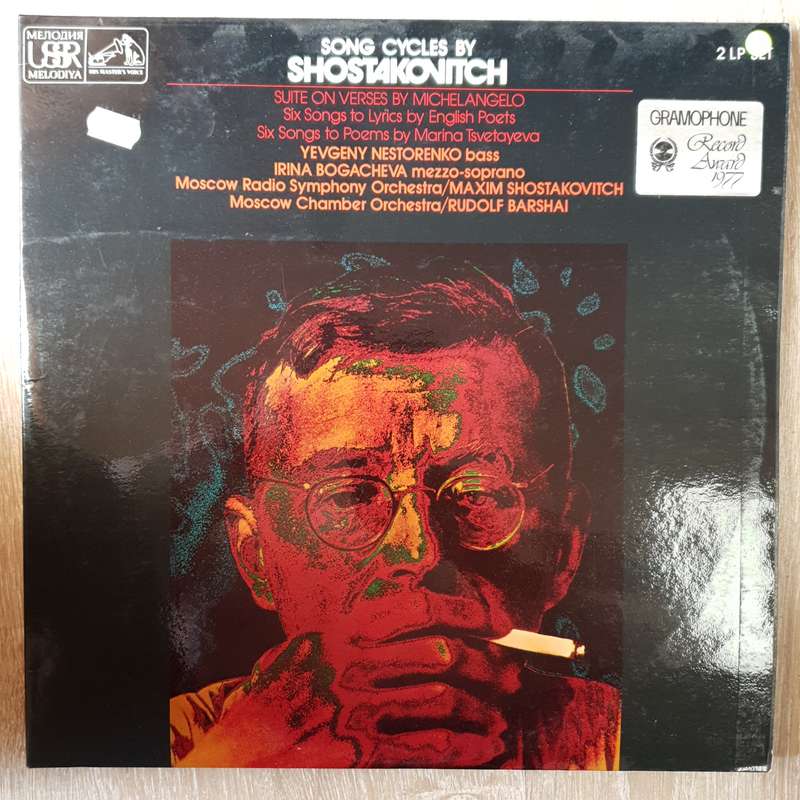 МЕЛОДИЯ
USSR
MELODIYA
HIS MASTER'S VOICE
SONG CYCLES BY
SHOSTAKOVITCH
2 LP SET
SUITE ON VERSES BY MICHELANGELO
Six Songs to Lyrics by English Poets
Six Songs to Poems by Marina Tsvetayeva
YEVGENY NESTORENKO bass
IRINA BOGACHEVA mezzo-soprano
Moscow Radio Symphony Orchestra/MAXIM SHOSTAKOVITCH
Moscow Chamber Orchestra/RUDOLF BARSHAI
GRAMOPHONE
Record
Award
1977